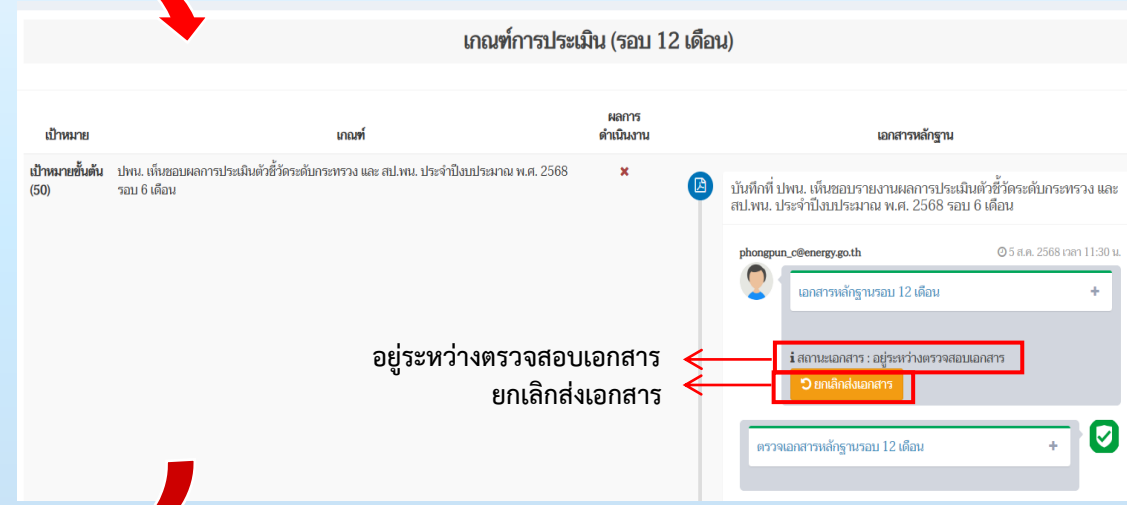 เกณฑ์การประเมิน (รอบ 12 เดือน)
เป้าหมาย
เกณฑ์
ผลการ
ดำเนินงาน
เอกสารหลักฐาน
เป้าหมายขั้นต้น
(50)
ปพน. เห็นชอบผลการประเมินตัวชี้วัดระดับกระทรวง และ สป.พน. ประจำปีงบประมาณ พ.ศ. 2568
รอบ 6 เดือน
บันทึกที่ ปพน. เห็นชอบรายงานผลการประเมินตัวชี้วัดระดับกระทรวง และ
สป.พน. ประจำปีงบประมาณ พ.ศ. 2568 รอบ 6 เดือน
phongpun_c@energy.go.th
5 ส.ค. 2568 เวลา 11:30 น.
เอกสารหลักฐานรอบ 12 เดือน +
อยู่ระหว่างตรวจสอบเอกสาร
สถานะเอกสาร : อยู่ระหว่างตรวจสอบเอกสาร
ยกเลิกส่งเอกสาร
ยกเลิกส่งเอกสาร
ตรวจเอกสารหลักฐานรอบ 12 เดือน +